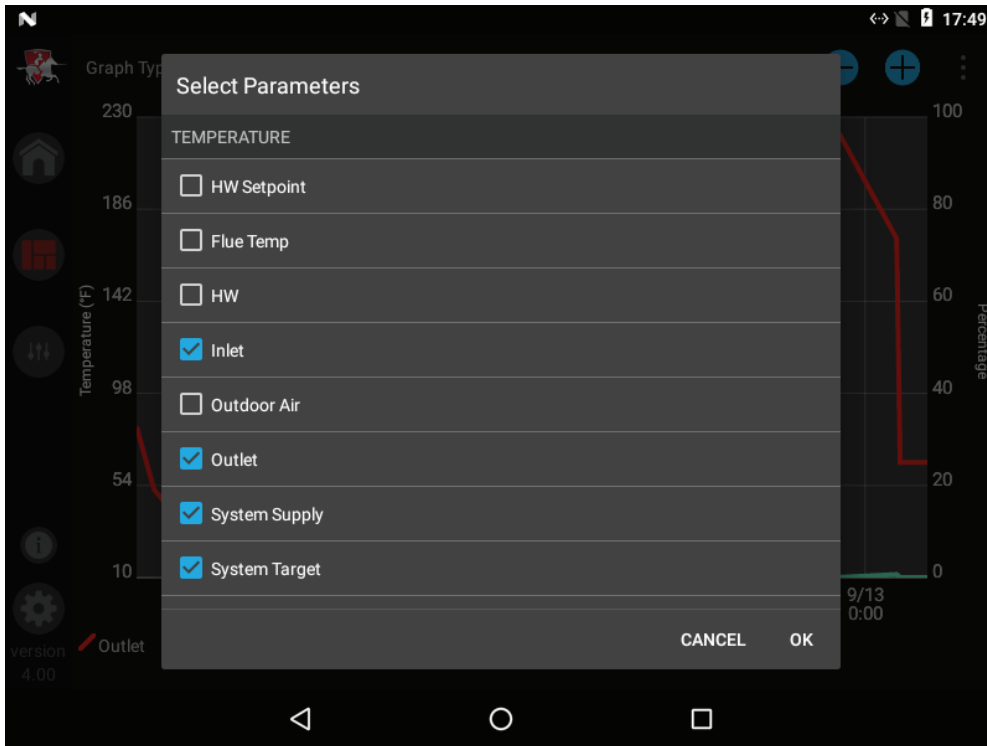 17:49
Graph Typ
Select Parameters
TEMPERATURE
HW Setpoint
Flue Temp
HW
Inlet
Outdoor Air
Outlet
System Supply
System Target
CANCEL
OK
230
186
142
98
54
10
Temperature (°F)
100
80
60
40
20
0
Percentage
9/13
0:00
Outlet
version
4.00